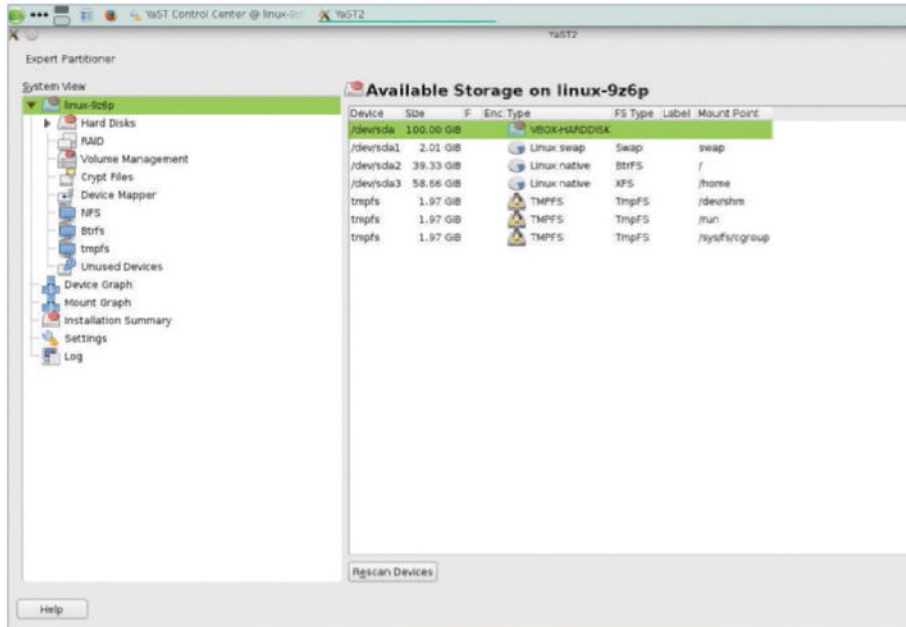 YaST Control Center @ linux-9z YaST2
YaST2
Expert Partitioner
System View
linux-9z6p
Hard Disks
RAID
Volume Management
Crypt Files
Device Mapper
NFS
Btrfs
tmpfs
Unused Devices
Device Graph
Mount Graph
Installation Summary
Settings
Log
Available Storage on linux-9z6p
Device Size F Enc Type FS Type Label Mount Point
/dev/sda 100.00 GiB VBOX-HARDDISK
/dev/sda1 2.01 GiB Linux swap Swap swap
/dev/sda2 39.33 GiB Linux native BtrFS /
/dev/sda3 58.66 GiB Linux native XFS /home
tmpfs 1.97 GiB TMPFS TmpFS /dev/shm
tmpfs 1.97 GiB TMPFS TmpFS /run
tmpfs 1.97 GiB TMPFS TmpFS /sys/fs/cgroup
Rescan Devices
Help